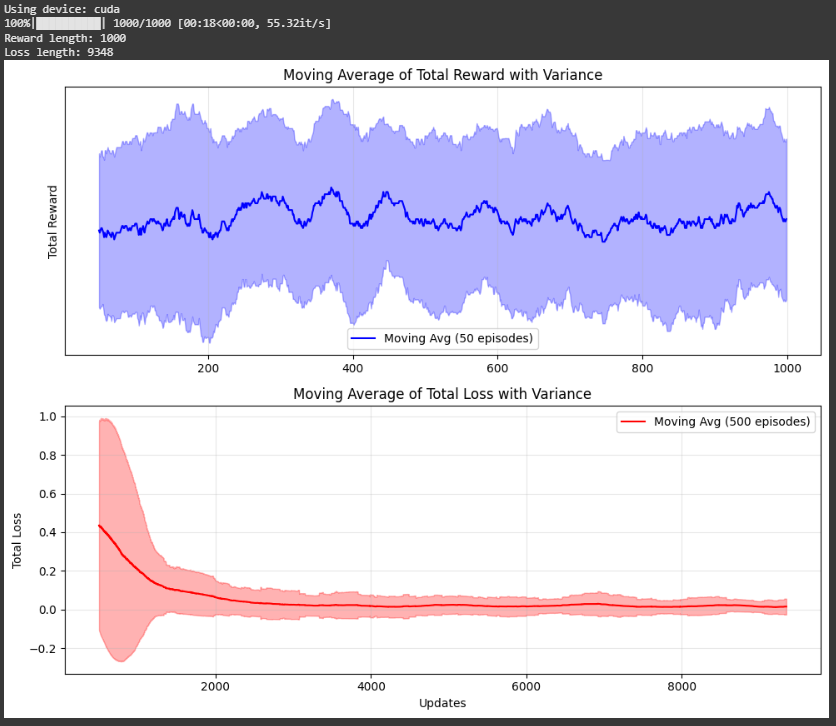 Using device: cuda
100%|██████████| 1000/1000 [00:18<00:00, 55.32it/s]
Reward length: 1000
Loss length: 9348
Moving Average of Total Reward with Variance
Total Reward
Moving Avg (50 episodes)
200 400 600 800 1000
Moving Average of Total Loss with Variance
Moving Avg (500 episodes)
Total Loss
1.0
0.8
0.6
0.4
0.2
0.0
−0.2
2000 4000 6000 8000
Updates